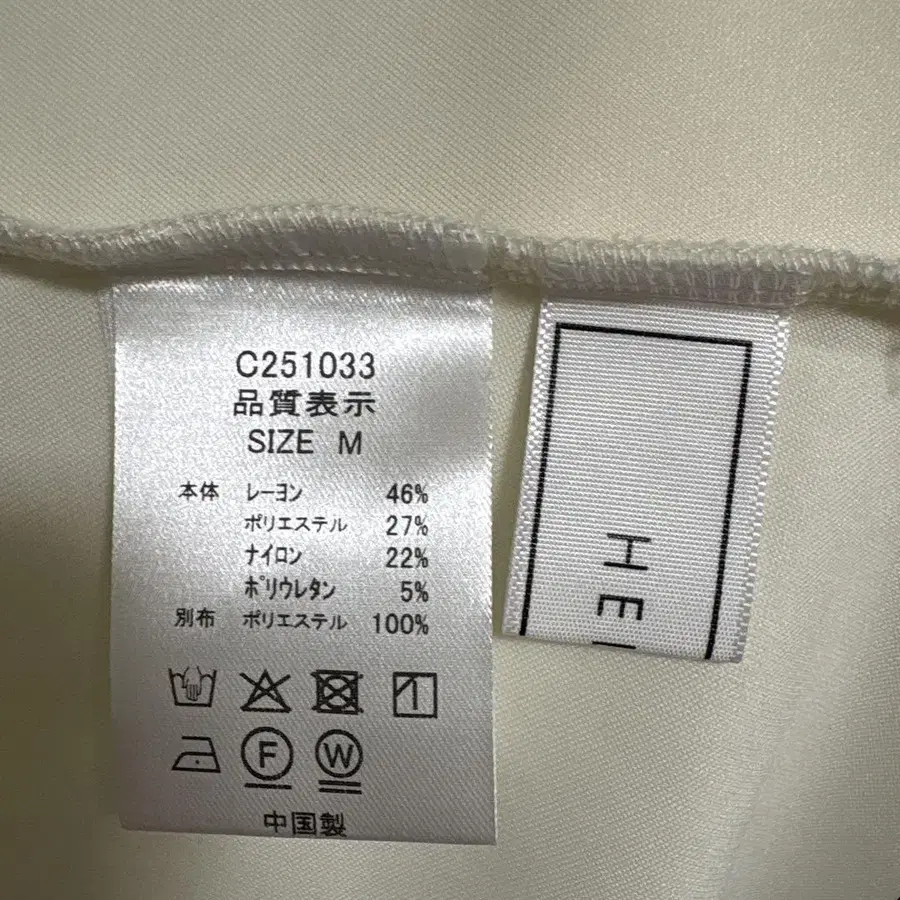 C251033
品質表示
SIZE M
本体 レーヨン 46%
ポリエステル 27%
ナイロン 22%
ポリウレタン 5%
別布 ポリエステル 100%
F W
中国製
HE